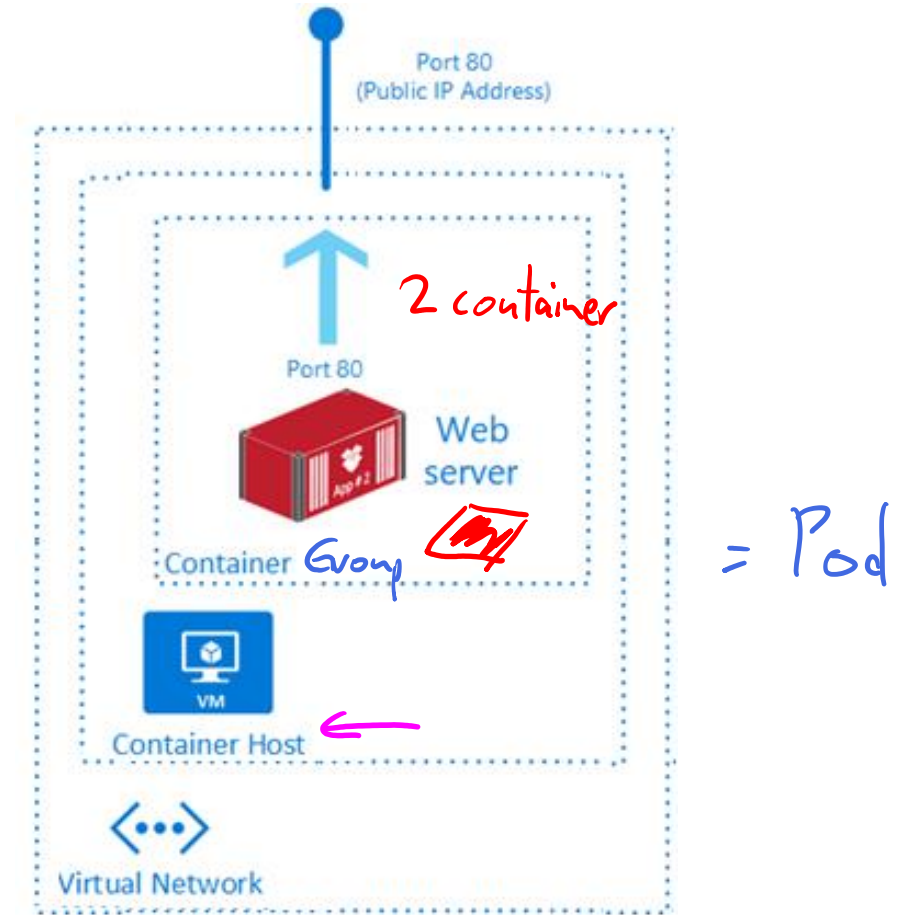 Port 80
(Public IP Address)
2 container
Port 80
Web
server
App # 2
Container Group
= Pod
VM
Container Host
Virtual Network